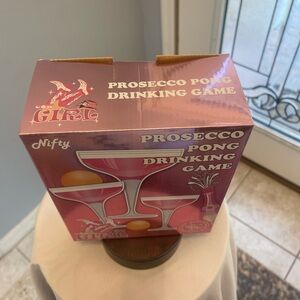 PROSECCO PONG
DRINKING GAME
GIRL
Nifty
PROSECCO
PONG
DRINKING
GAME